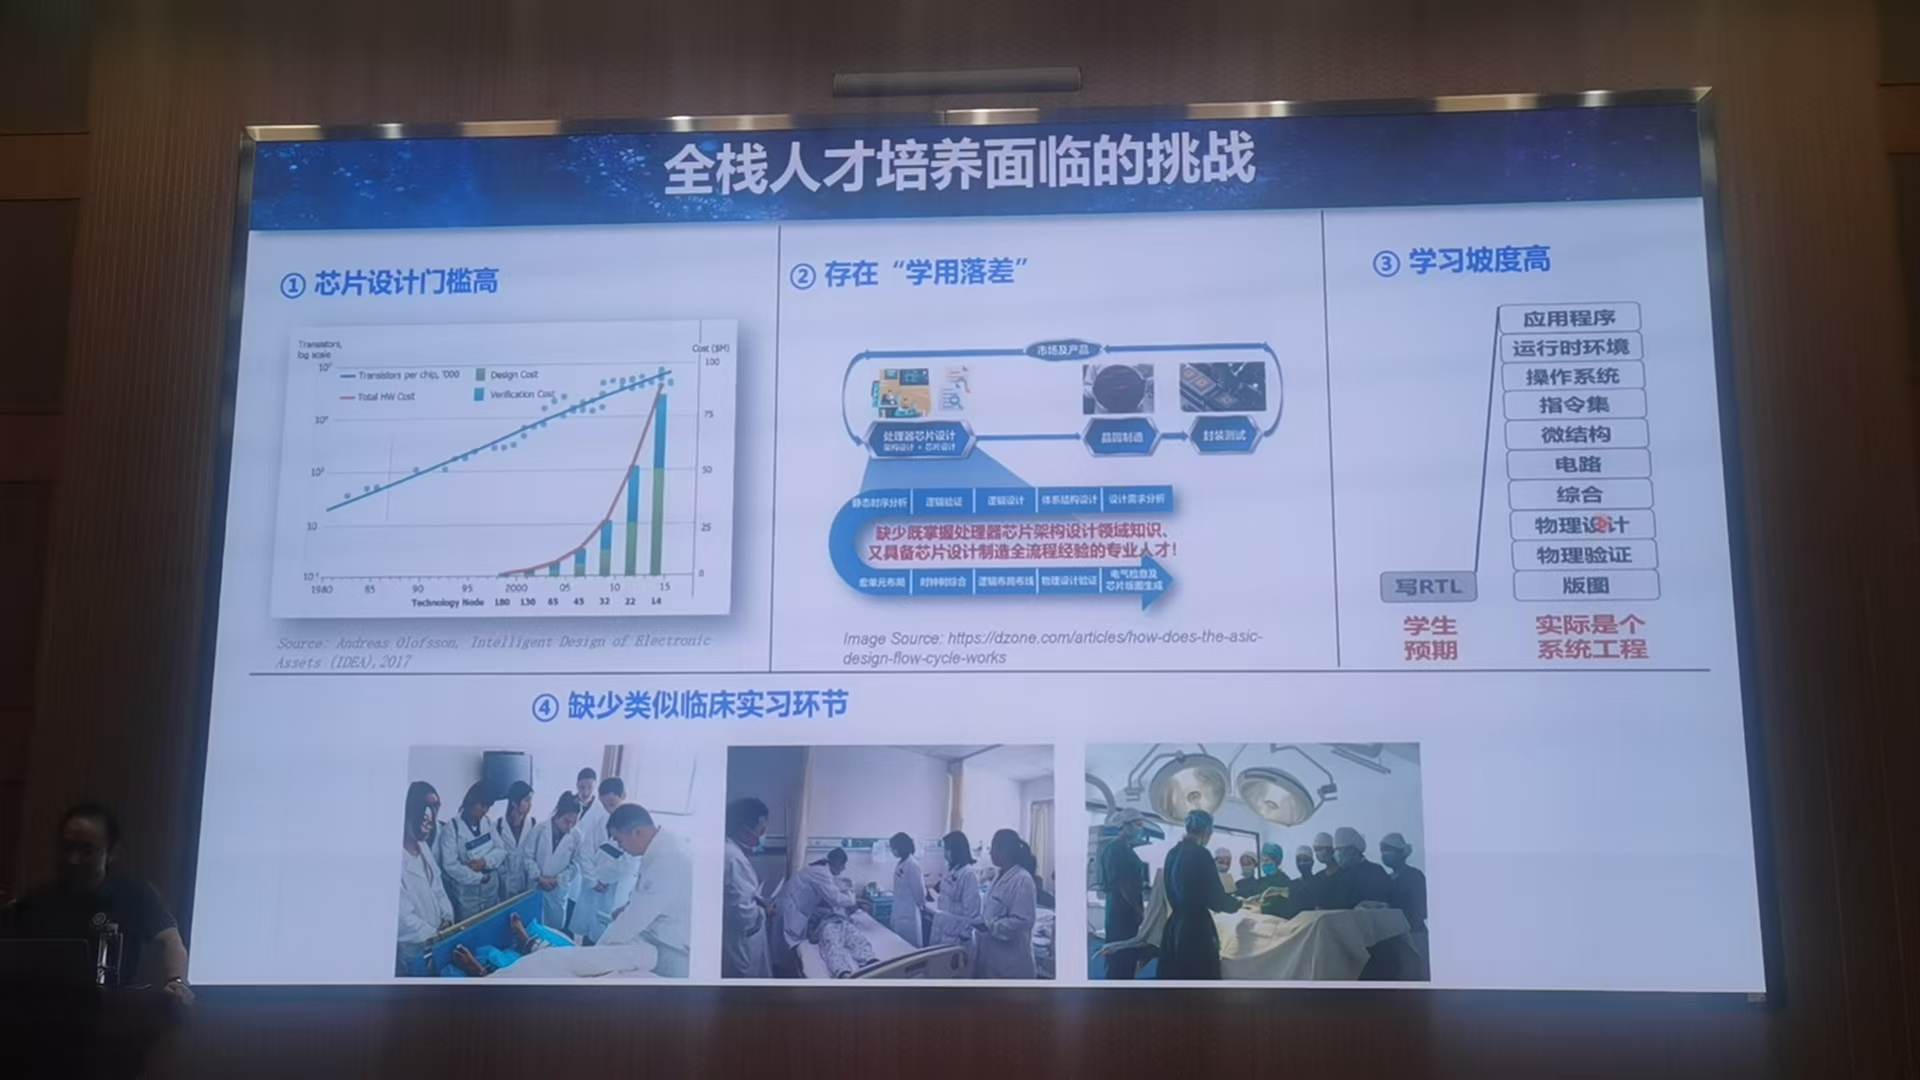 全栈人才培养面临的挑战
① 芯片设计门槛高
Transistors,
log scale
Cost ($M)
Transistors per chip, '000
Design Cost
Total HW Cost
Verification Cost
100
75
50
25
0
10
1980 85 90 95 2000 05 10 15
Technology Node 180 130 65 45 32 22 14
Source: Andreas Olofsson, Intelligent Design of Electronic
Assets (IDEA),2017
② 存在“学用落差”
市场及产品
处理器芯片设计
架构设计 + 芯片设计
晶圆制造
封装测试
静态时序分析 逻辑验证 逻辑设计 体系结构设计 设计需求分析
缺少既掌握处理器芯片架构设计领域知识、
又具备芯片设计制造全流程经验的专业人才！
宏单元布局 时钟树综合 逻辑布局布线 物理设计验证 电气检查及
芯片版图生成
Image Source: https://dzone.com/articles/how-does-the-asic-
design-flow-cycle-works
③ 学习坡度高
应用程序
运行时环境
操作系统
指令集
微结构
电路
综合
物理设计
物理验证
版图
写RTL
学生
预期
实际是个
系统工程
④ 缺少类似临床实习环节